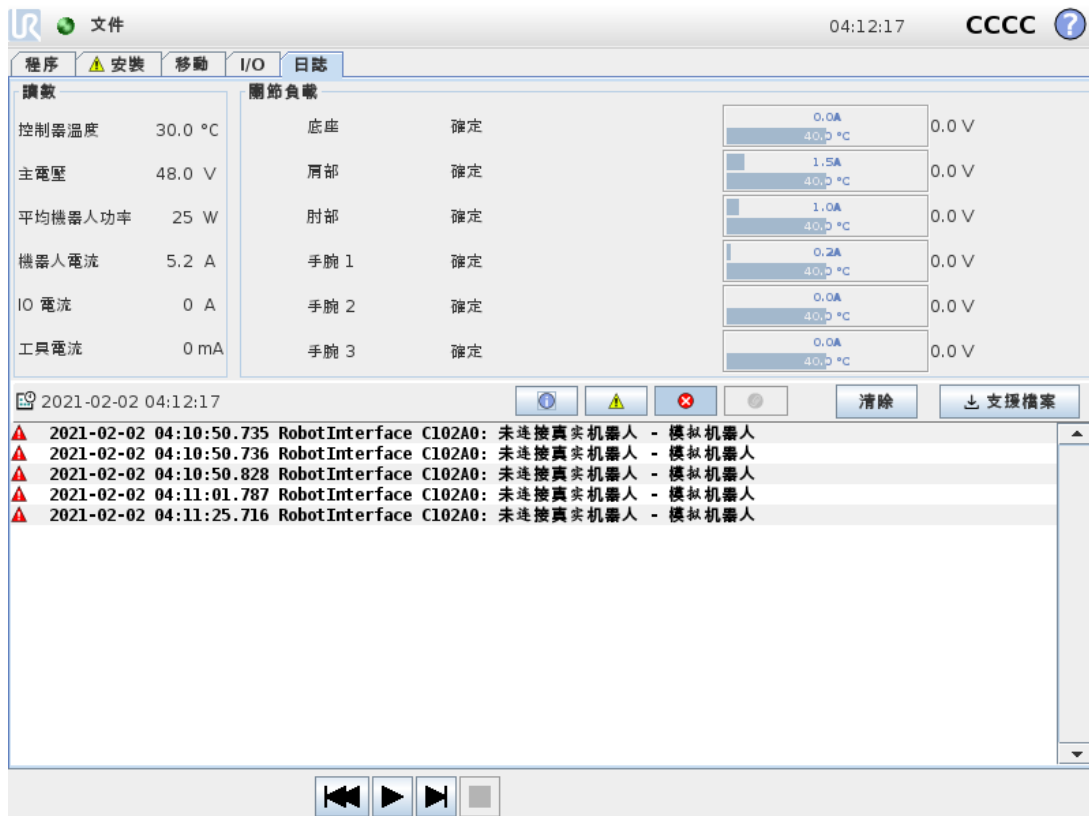 UR 文件 04:12:17 CCCC ?
程序 安裝 移動 I/O 日誌
讀數 關節負載
控制器溫度 30.0 °C
主電壓 48.0 V
平均機器人功率 25 W
機器人電流 5.2 A
IO 電流 0 A
工具電流 0 mA
底座 確定 0.0A 40.0 °C 0.0 V
肩部 確定 1.5A 40.0 °C 0.0 V
肘部 確定 1.0A 40.0 °C 0.0 V
手腕 1 確定 0.2A 40.0 °C 0.0 V
手腕 2 確定 0.0A 40.0 °C 0.0 V
手腕 3 確定 0.0A 40.0 °C 0.0 V
2021-02-02 04:12:17 清除 支援檔案
2021-02-02 04:10:50.735 RobotInterface C102A0: 未连接真实机器人 - 模拟机器人
2021-02-02 04:10:50.736 RobotInterface C102A0: 未连接真实机器人 - 模拟机器人
2021-02-02 04:10:50.828 RobotInterface C102A0: 未连接真实机器人 - 模拟机器人
2021-02-02 04:11:01.787 RobotInterface C102A0: 未连接真实机器人 - 模拟机器人
2021-02-02 04:11:25.716 RobotInterface C102A0: 未连接真实机器人 - 模拟机器人